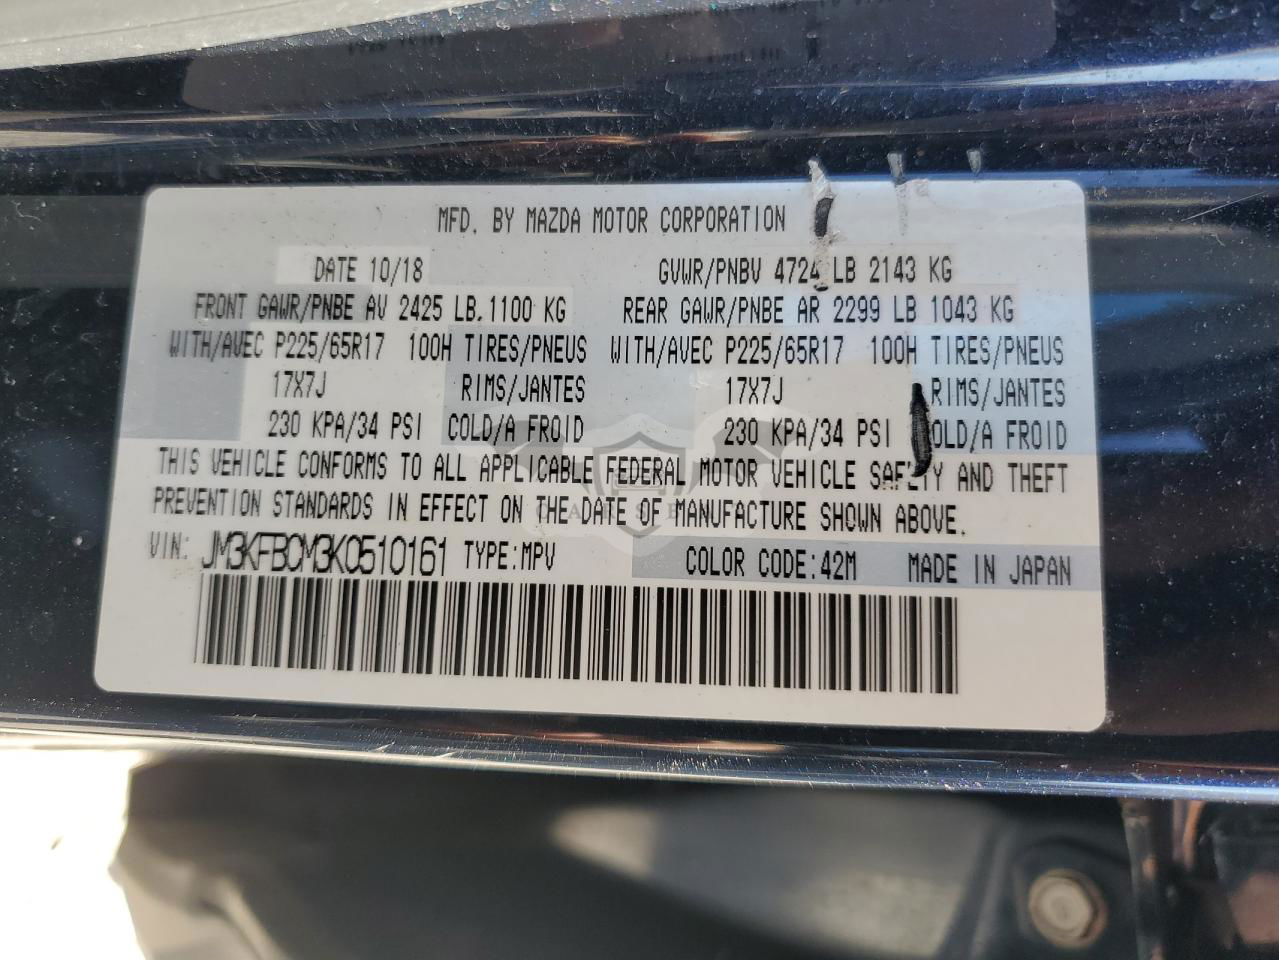 MFD. BY MAZDA MOTOR CORPORATION
DATE 10/18 GVWR/PNBV 4724 LB 2143 KG
FRONT GAWR/PNBE AV 2425 LB.1100 KG REAR GAWR/PNBE AR 2299 LB 1043 KG
WITH/AVEC P225/65R17 100H TIRES/PNEUS WITH/AVEC P225/65R17 100H TIRES/PNEUS
17X7J RIMS/JANTES 17X7J RIMS/JANTES
230 KPA/34 PSI COLD/A FROID 230 KPA/34 PSI COLD/A FROID
THIS VEHICLE CONFORMS TO ALL APPLICABLE FEDERAL MOTOR VEHICLE SAFETY AND THEFT
PREVENTION STANDARDS IN EFFECT ON THE DATE OF MANUFACTURE SHOWN ABOVE.
VIN: JM3KFBCM3K0510161 TYPE:MPV COLOR CODE:42M MADE IN JAPAN